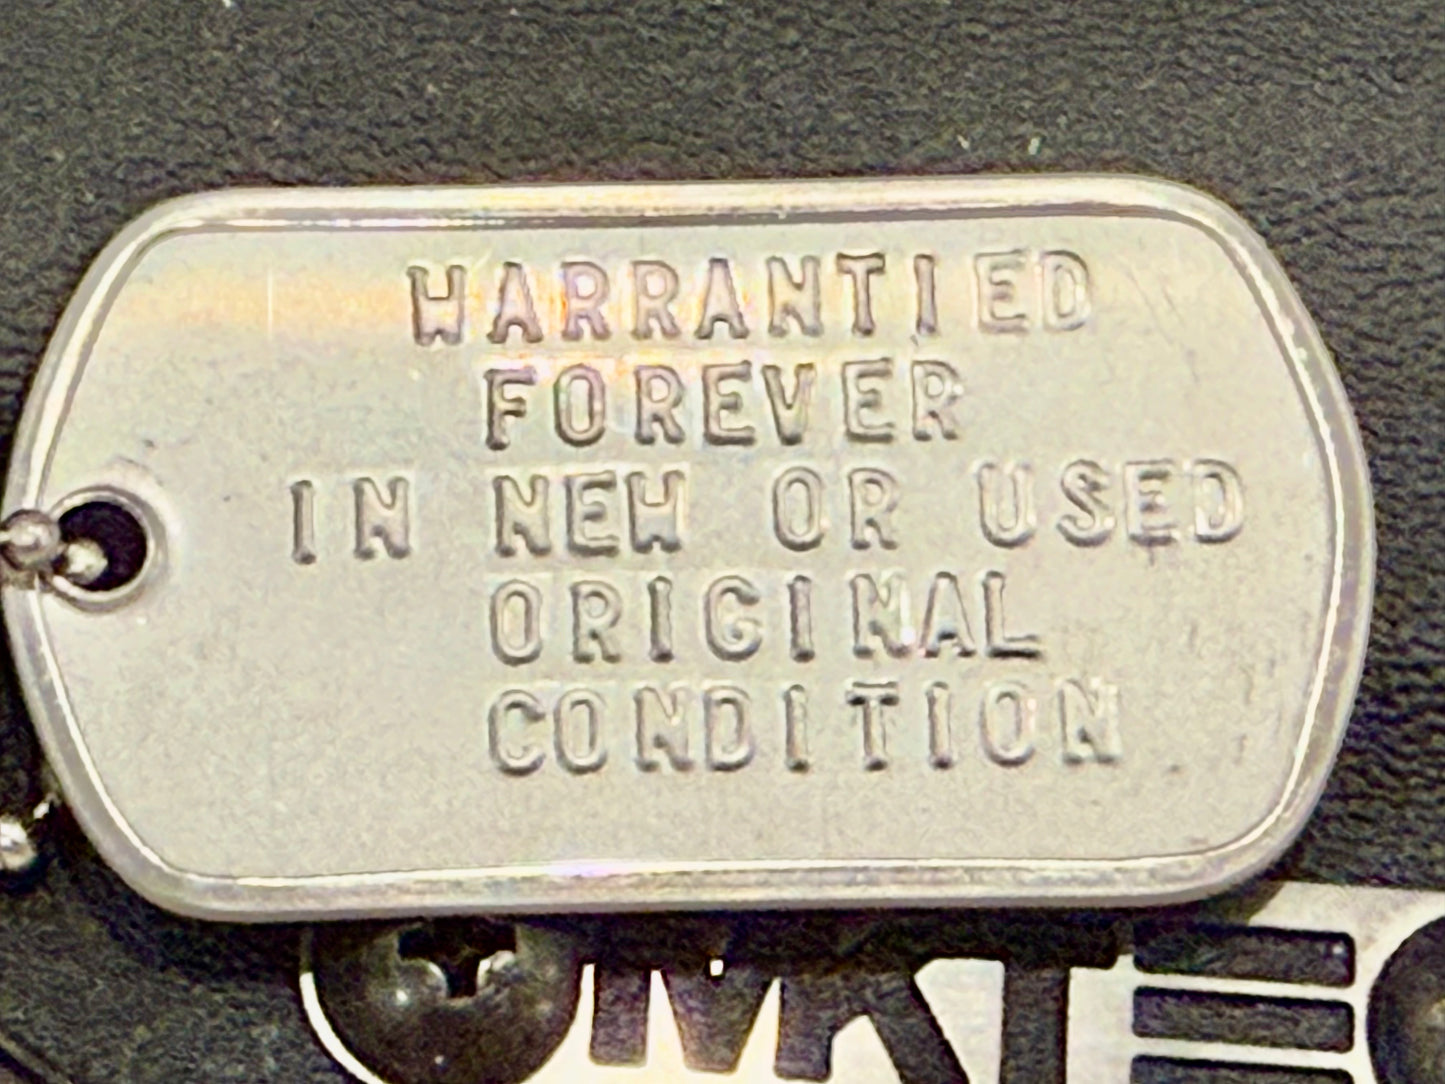 WARRANTIED
FOREVER
IN NEW OR USED
ORIGINAL
CONDITION